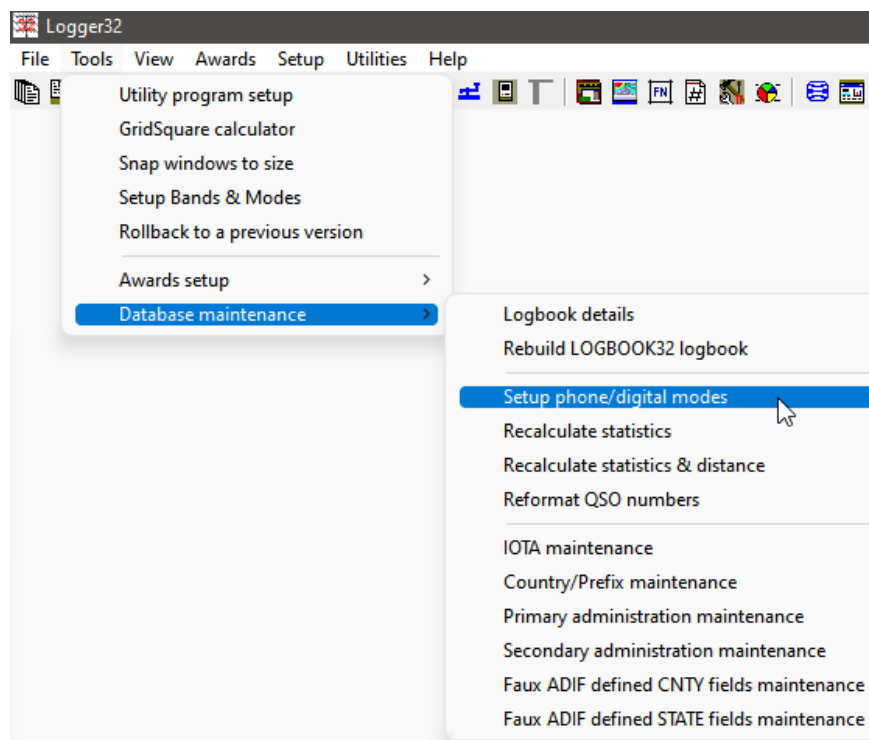 Logger32
File Tools View Awards Setup Utilities Help
FN
Utility program setup
GridSquare calculator
Snap windows to size
Setup Bands & Modes
Rollback to a previous version
Awards setup
Database maintenance
Logbook details
Rebuild LOGBOOK32 logbook
Setup phone/digital modes
Recalculate statistics
Recalculate statistics & distance
Reformat QSO numbers
IOTA maintenance
Country/Prefix maintenance
Primary administration maintenance
Secondary administration maintenance
Faux ADIF defined CNTY fields maintenance
Faux ADIF defined STATE fields maintenance